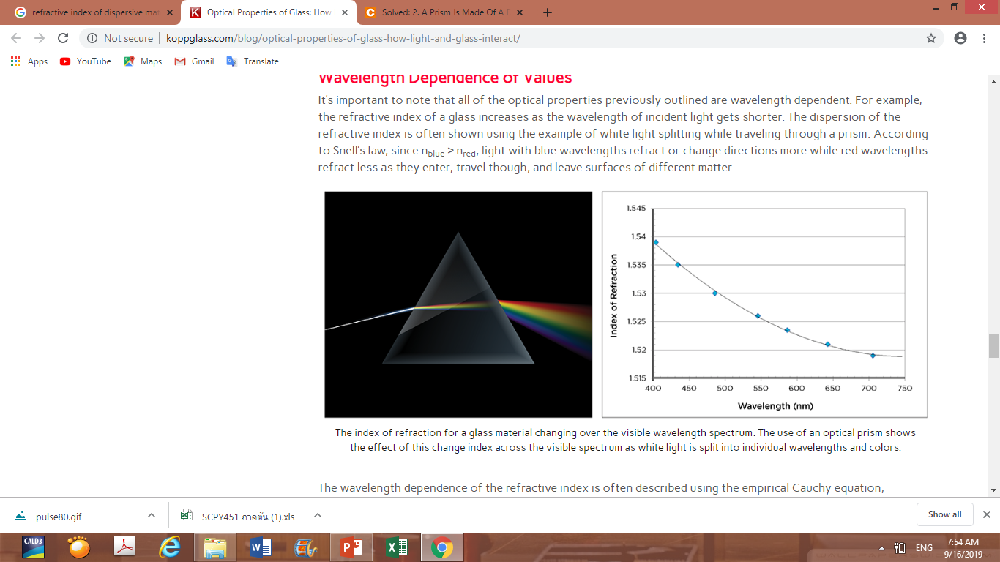 refractive index of dispersive mat
Optical Properties of Glass: How
Solved: 2. A Prism Is Made Of A
Not secure
koppglass.com/blog/optical-properties-of-glass-how-light-and-glass-interact/
Apps
YouTube
Maps
Gmail
Translate
Wavelength Dependence of Values
It's important to note that all of the optical properties previously outlined are wavelength dependent. For example,
the refractive index of a glass increases as the wavelength of incident light gets shorter. The dispersion of the
refractive index is often shown using the example of white light splitting while traveling through a prism. According
to Snell's law, since nblue > nred, light with blue wavelengths refract or change directions more while red wavelengths
refract less as they enter, travel though, and leave surfaces of different matter.
1.545
1.54
1.535
1.53
1.525
1.52
1.515
Index of Refraction
400 450 500 550 600 650 700 750
Wavelength (nm)
The index of refraction for a glass material changing over the visible wavelength spectrum. The use of an optical prism shows
the effect of this change index across the visible spectrum as white light is split into individual wavelengths and colors.
The wavelength dependence of the refractive index is often described using the empirical Cauchy equation,
pulse80.gif
SCPY451 ภาคต้น (1).xls
Show all
CALD3
ENG
7:54 AM
9/16/2019